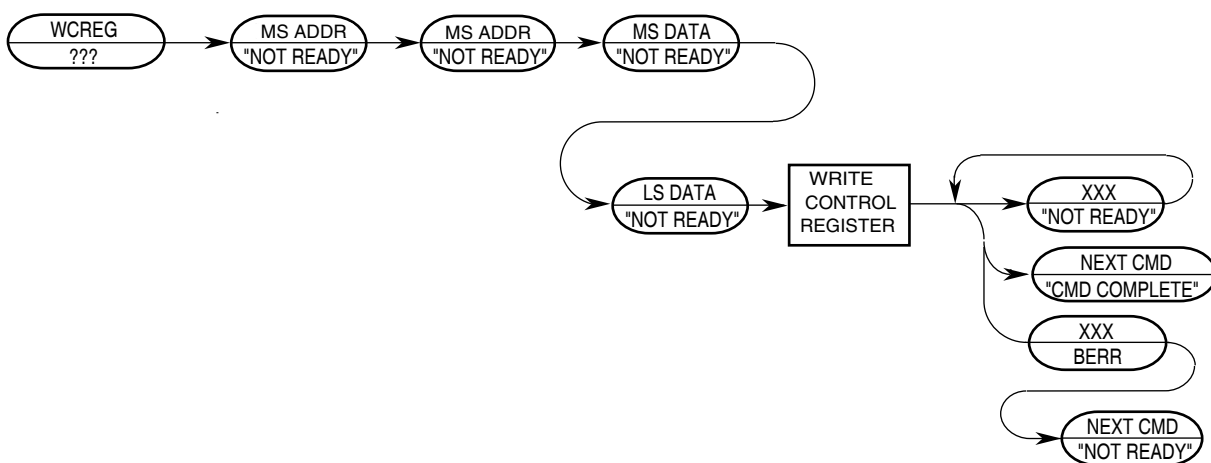 WCREG
???
MS ADDR
"NOT READY"
MS ADDR
"NOT READY"
MS DATA
"NOT READY"
LS DATA
"NOT READY"
WRITE
CONTROL
REGISTER
XXX
"NOT READY"
NEXT CMD
"CMD COMPLETE"
XXX
BERR
NEXT CMD
"NOT READY"